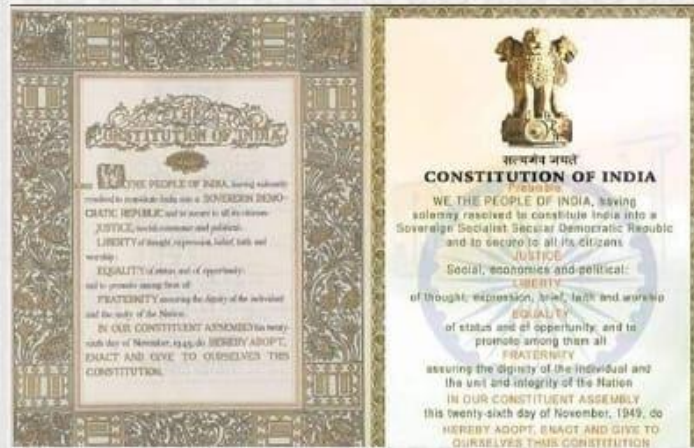 THE
CONSTITUTION OF INDIA
WE, THE PEOPLE OF INDIA, having solemnly
resolved to constitute India into a SOVEREIGN DEMO-
CRATIC REPUBLIC and to secure to all its citizens:
JUSTICE, social, economic and political;
LIBERTY of thought, expression, belief, faith and
worship;
EQUALITY of status and of opportunity;
and to promote among them all
FRATERNITY assuring the dignity of the individual
and the unity of the Nation;
IN OUR CONSTITUENT ASSEMBLY this twenty-
sixth day of November, 1949, do HEREBY ADOPT,
ENACT AND GIVE TO OURSELVES THIS
CONSTITUTION.
सत्यमेव जयते
CONSTITUTION OF INDIA
Preamble
WE, THE PEOPLE OF INDIA, having
solemny resolved to constitute India into a
Sovereign Socialist Secular Democratic Republic
and to secure to all its citizens
JUSTICE
Social, economics and political:
LIBERTY
of thought, expression, brief, faith and worship
EQUALITY
of status and of opportunity; and to
promote among them all
FRATERNITY
assuring the dignity of the individual and
the unit and integrity of the Nation
IN OUR CONSTITUENT ASSEMBLY
this twenty-sixth day of November, 1949, do
HEREBY ADOPT, ENACT AND GIVE TO
OURSELVES THIS CONSTITUTION